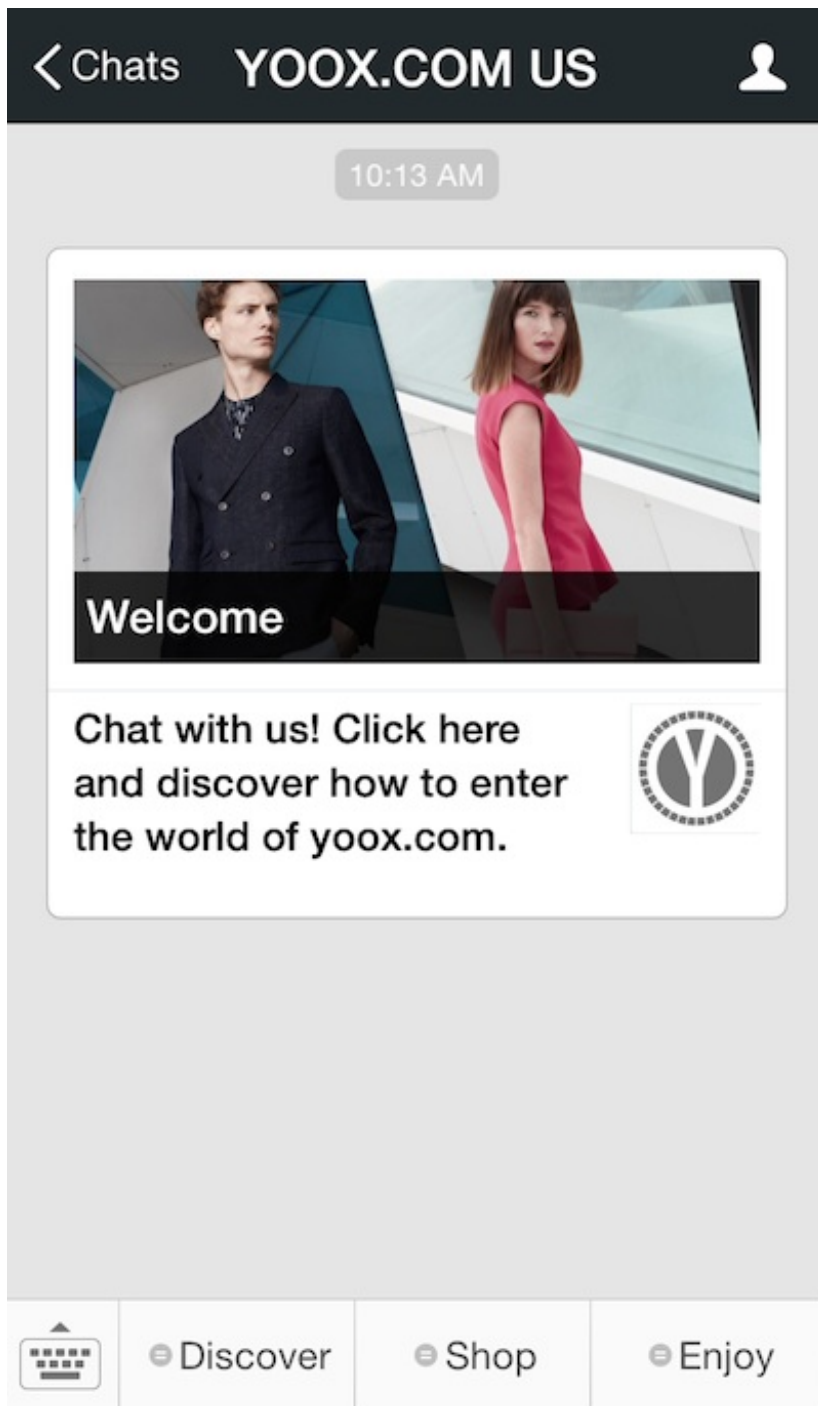 Chats YOOX.COM US
10:13 AM
Welcome
Chat with us! Click here
and discover how to enter
the world of yoox.com.
Y
Discover Shop Enjoy